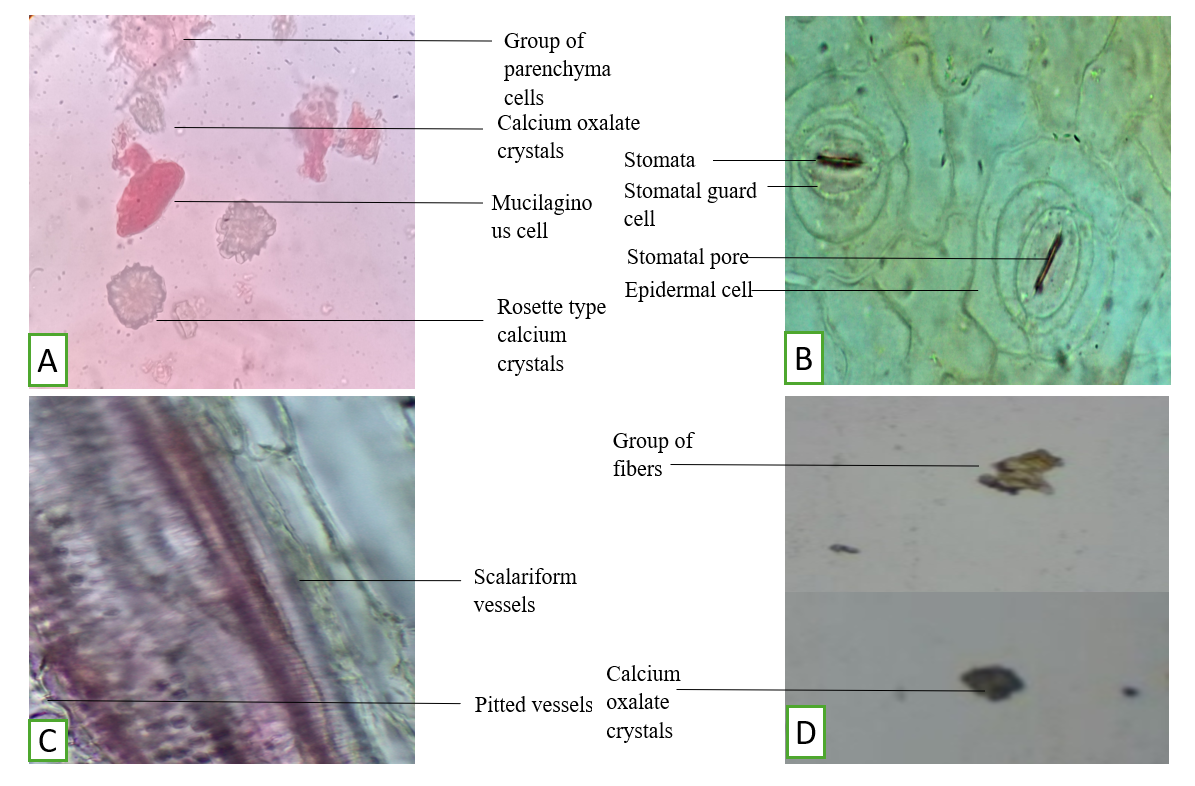 Group of
parenchyma
cells
Calcium oxalate
crystals
Mucilagino
us cell
Rosette type
calcium
crystals
A
Stomata
Stomatal guard
cell
Stomatal pore
Epidermal cell
B
Scalariform
vessels
Pitted vessels
C
Group of
fibers
Calcium
oxalate
crystals
D